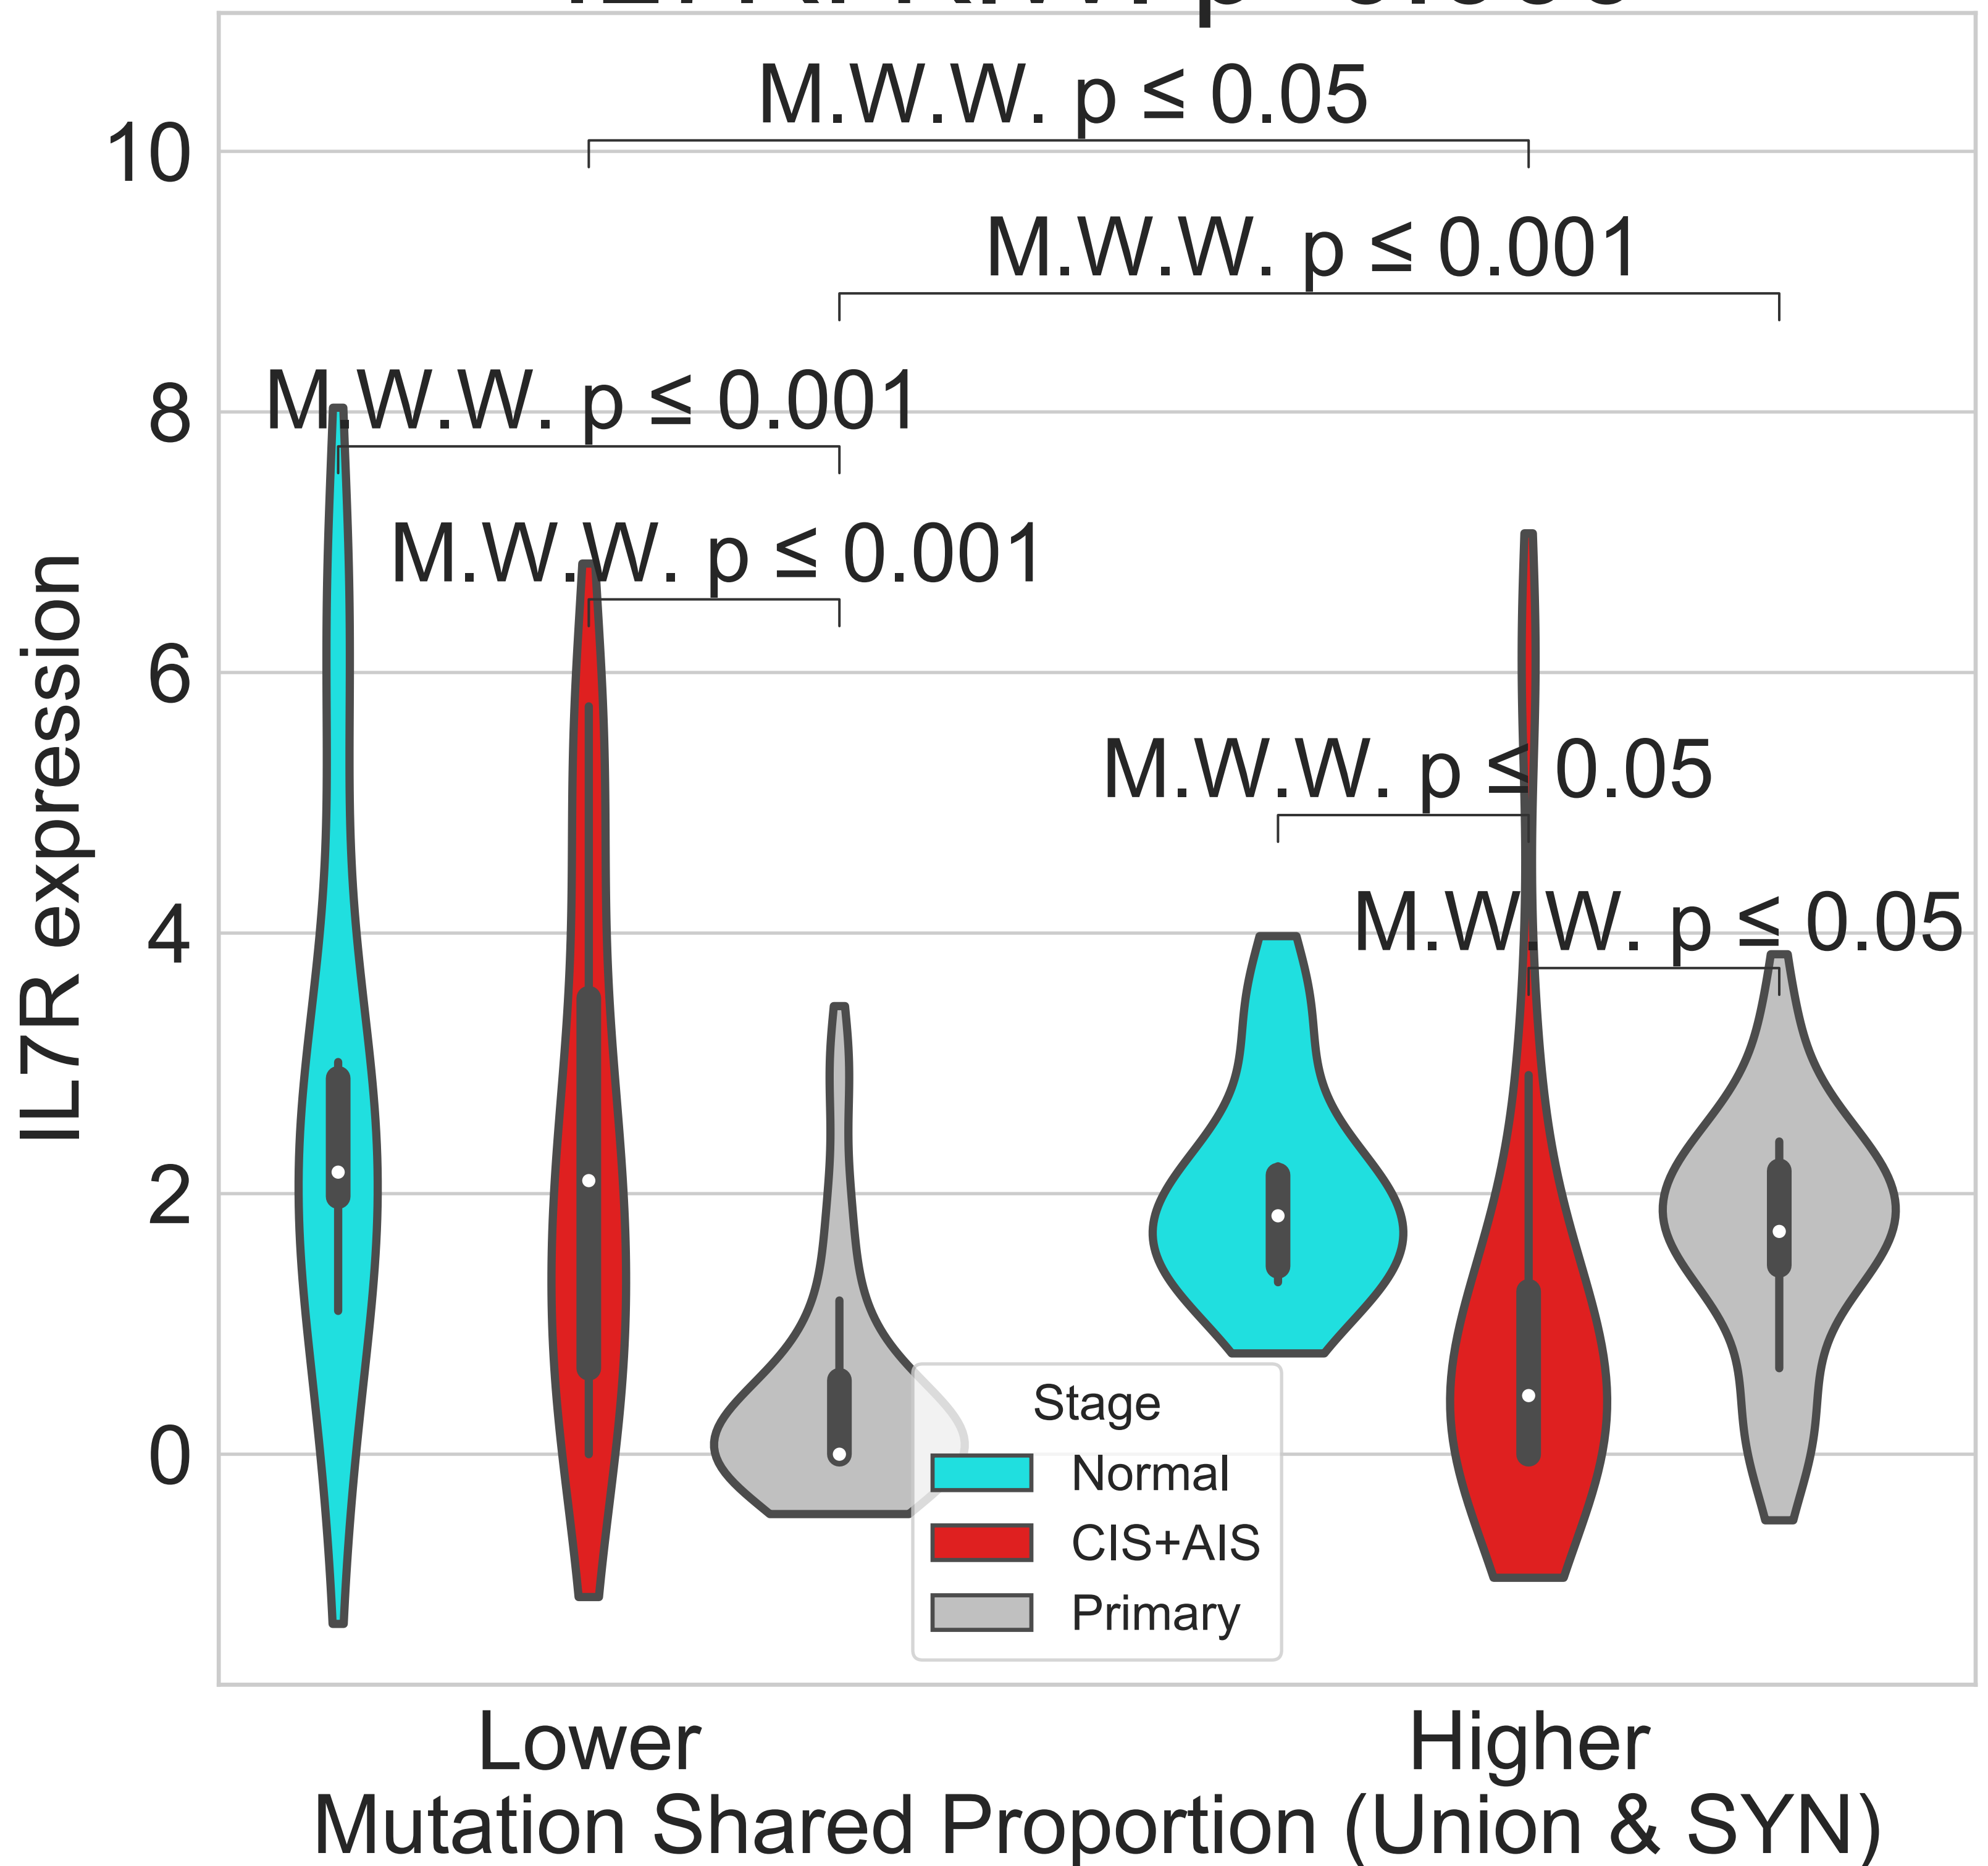 M.W.W. p ≤ 0.05
10
M.W.W. p ≤ 0.001
M.W.W. p ≤ 0.001
8
M.W.W. p ≤ 0.001
6
M.W.W. p ≤ 0.05
M.W.W. p ≤ 0.05
4
2
0
IL7R expression
Stage
Normal
CIS+AIS
Primary
Lower
Higher
Mutation Shared Proportion (Union & SYN)